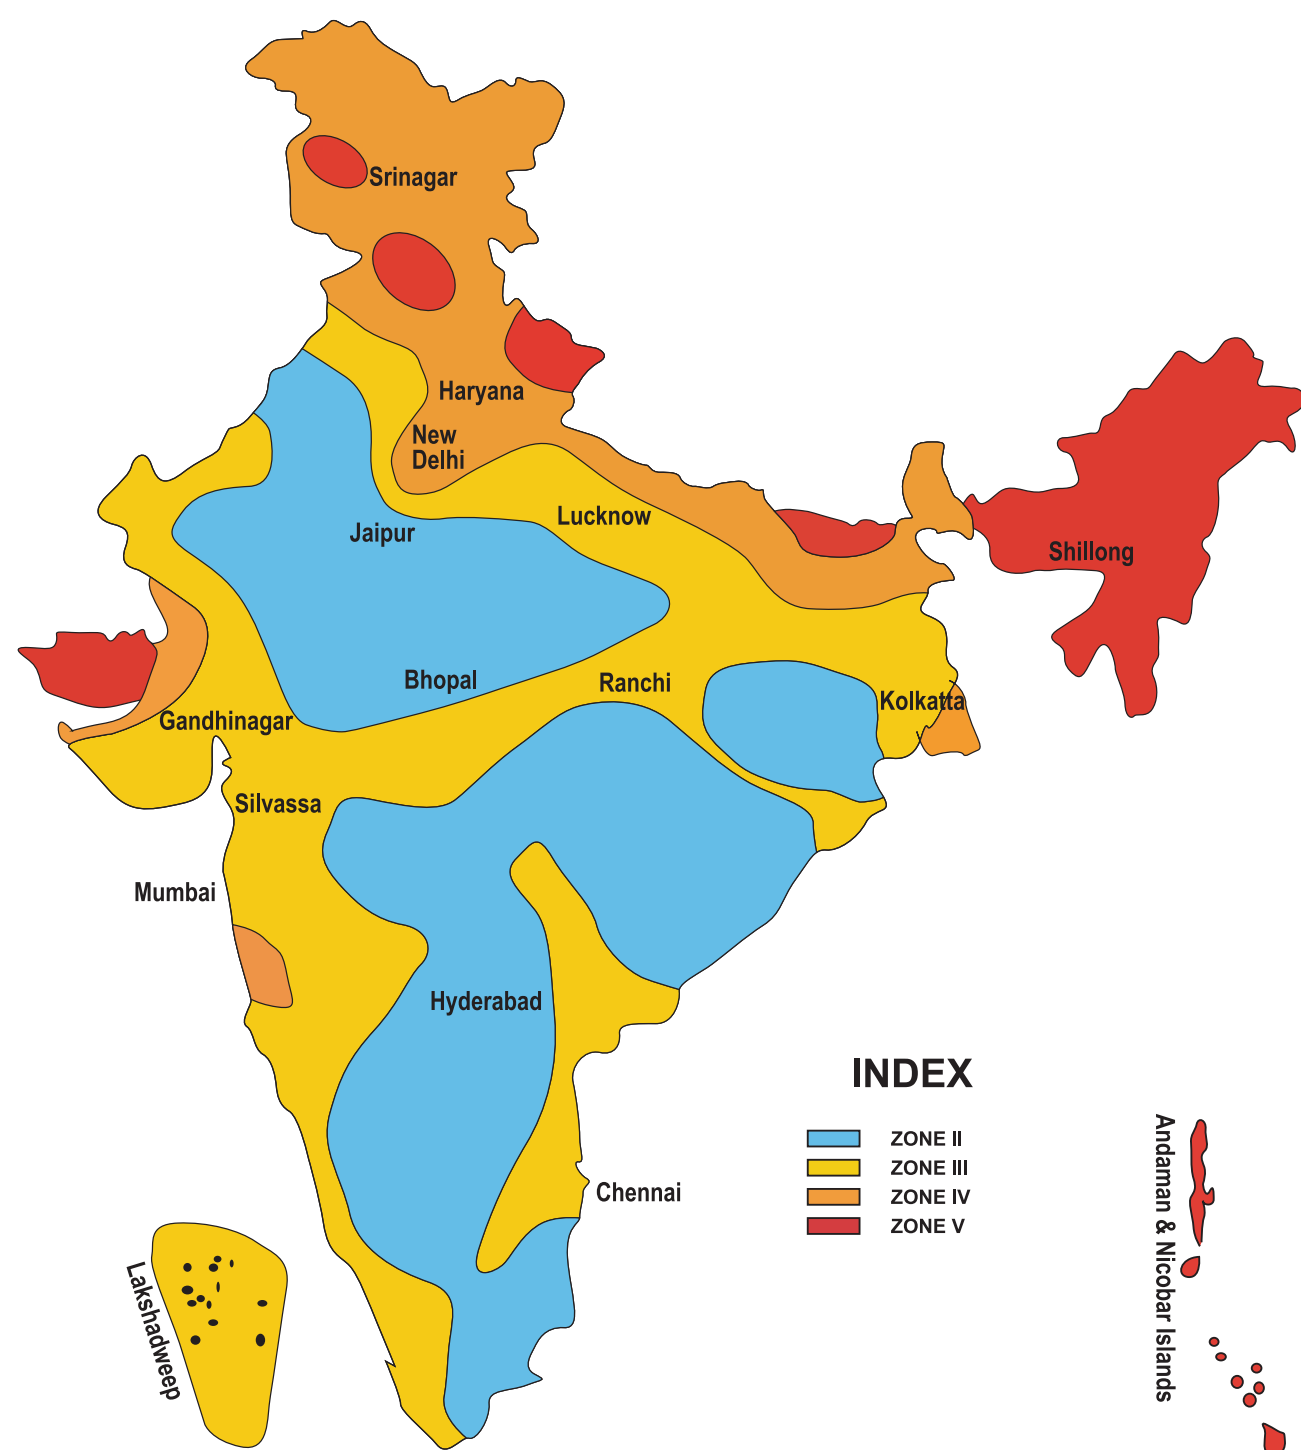 Srinagar
Haryana
New
Delhi
Lucknow
Jaipur
Shillong
Bhopal
Ranchi
Kolkatta
Gandhinagar
Silvassa
Mumbai
Hyderabad
INDEX
ZONE II
ZONE III
ZONE IV
ZONE V
Chennai
Lakshadweep
Andaman & Nicobar Islands